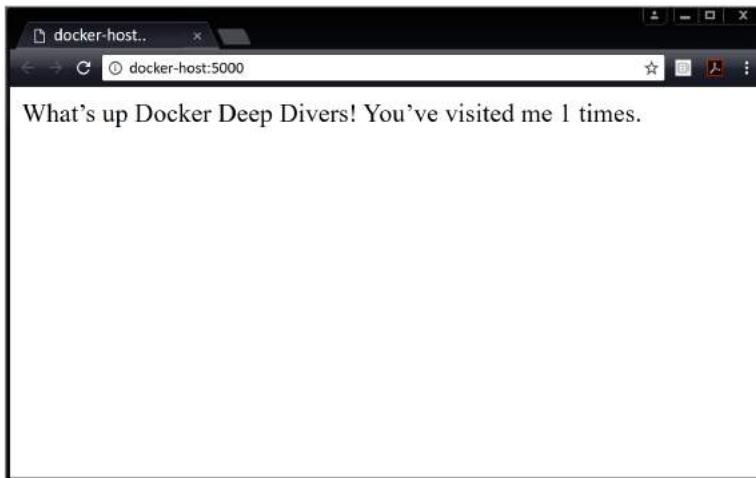 docker-host..
docker-host:5000
What’s up Docker Deep Divers! You’ve visited me 1 times.